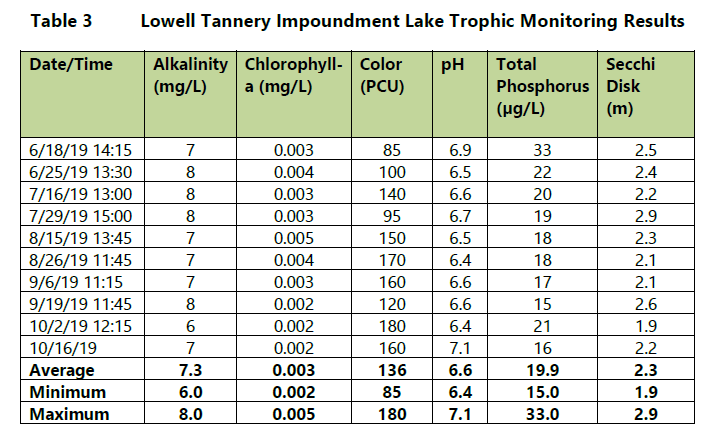 Table 3 Lowell Tannery Impoundment Lake Trophic Monitoring Results
Date/Time Alkalinity (mg/L) Chlorophyll-a (mg/L) Color (PCU) pH Total Phosphorus (µg/L) Secchi Disk (m)
6/18/19 14:15 7 0.003 85 6.9 33 2.5
6/25/19 13:30 8 0.004 100 6.5 22 2.4
7/16/19 13:00 8 0.003 140 6.6 20 2.2
7/29/19 15:00 8 0.003 95 6.7 19 2.9
8/15/19 13:45 7 0.005 150 6.5 18 2.3
8/26/19 11:45 7 0.004 170 6.4 18 2.1
9/6/19 11:15 7 0.003 160 6.6 17 2.1
9/19/19 11:45 8 0.002 120 6.6 15 2.6
10/2/19 12:15 6 0.002 180 6.4 21 1.9
10/16/19 7 0.002 160 7.1 16 2.2
Average 7.3 0.003 136 6.6 19.9 2.3
Minimum 6.0 0.002 85 6.4 15.0 1.9
Maximum 8.0 0.005 180 7.1 33.0 2.9